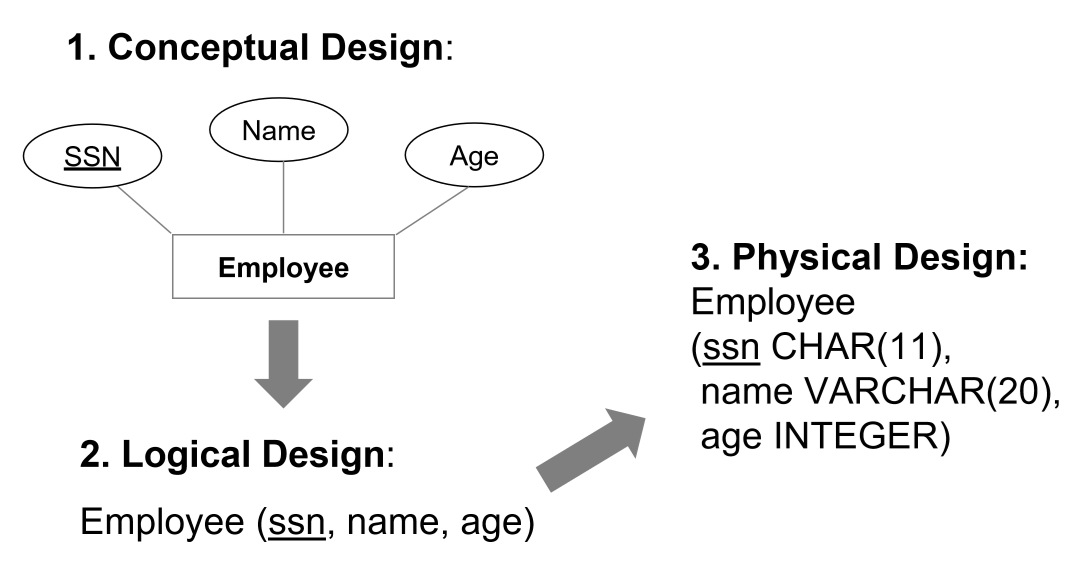 1. Conceptual Design:
SSN
Name
Age
Employee
2. Logical Design:
Employee (ssn, name, age)
3. Physical Design:
Employee
(ssn CHAR(11),
name VARCHAR(20),
age INTEGER)